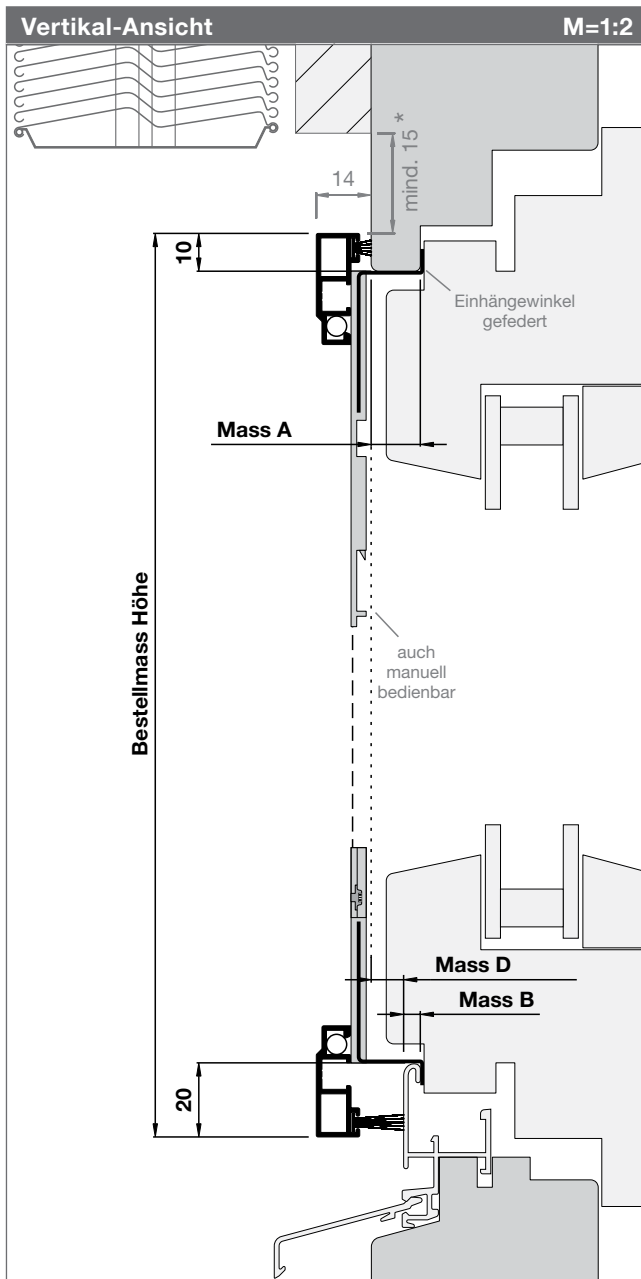 Vertikal-Ansicht M=1:2
14
mind. 15 *
10
Einhängewinkel
gefedert
Mass A
Bestellmass Höhe
auch
manuell
bedienbar
Mass D
Mass B
20